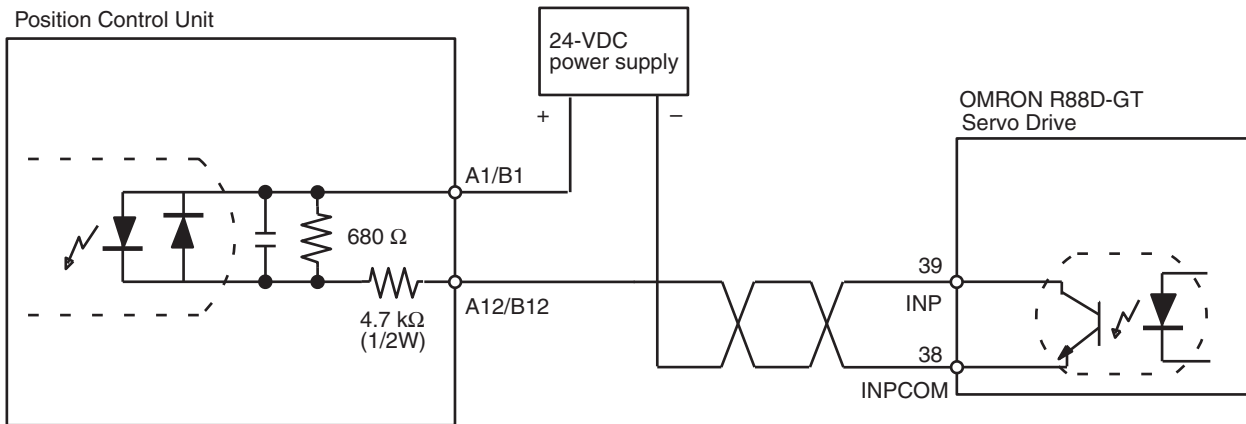 Position Control Unit
24-VDC
power supply
+
–
OMRON R88D-GT
Servo Drive
A1/B1
680 Ω
4.7 kΩ
(1/2W)
A12/B12
39
INP
38
INPCOM